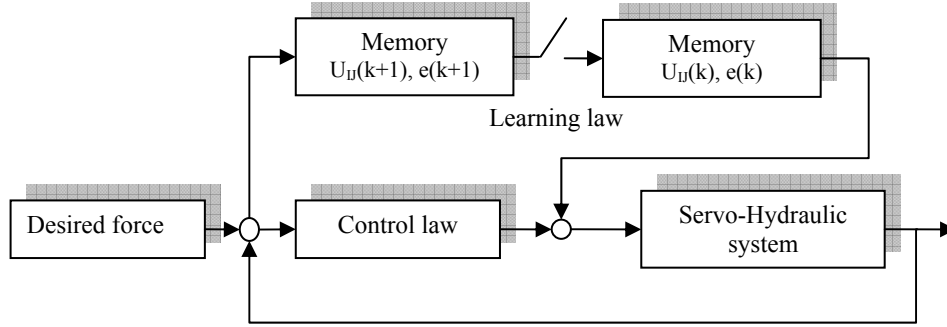 Memory
U_IJ(k+1), e(k+1)
Memory
U_IJ(k), e(k)
Learning law
Desired force
Control law
Servo-Hydraulic
system